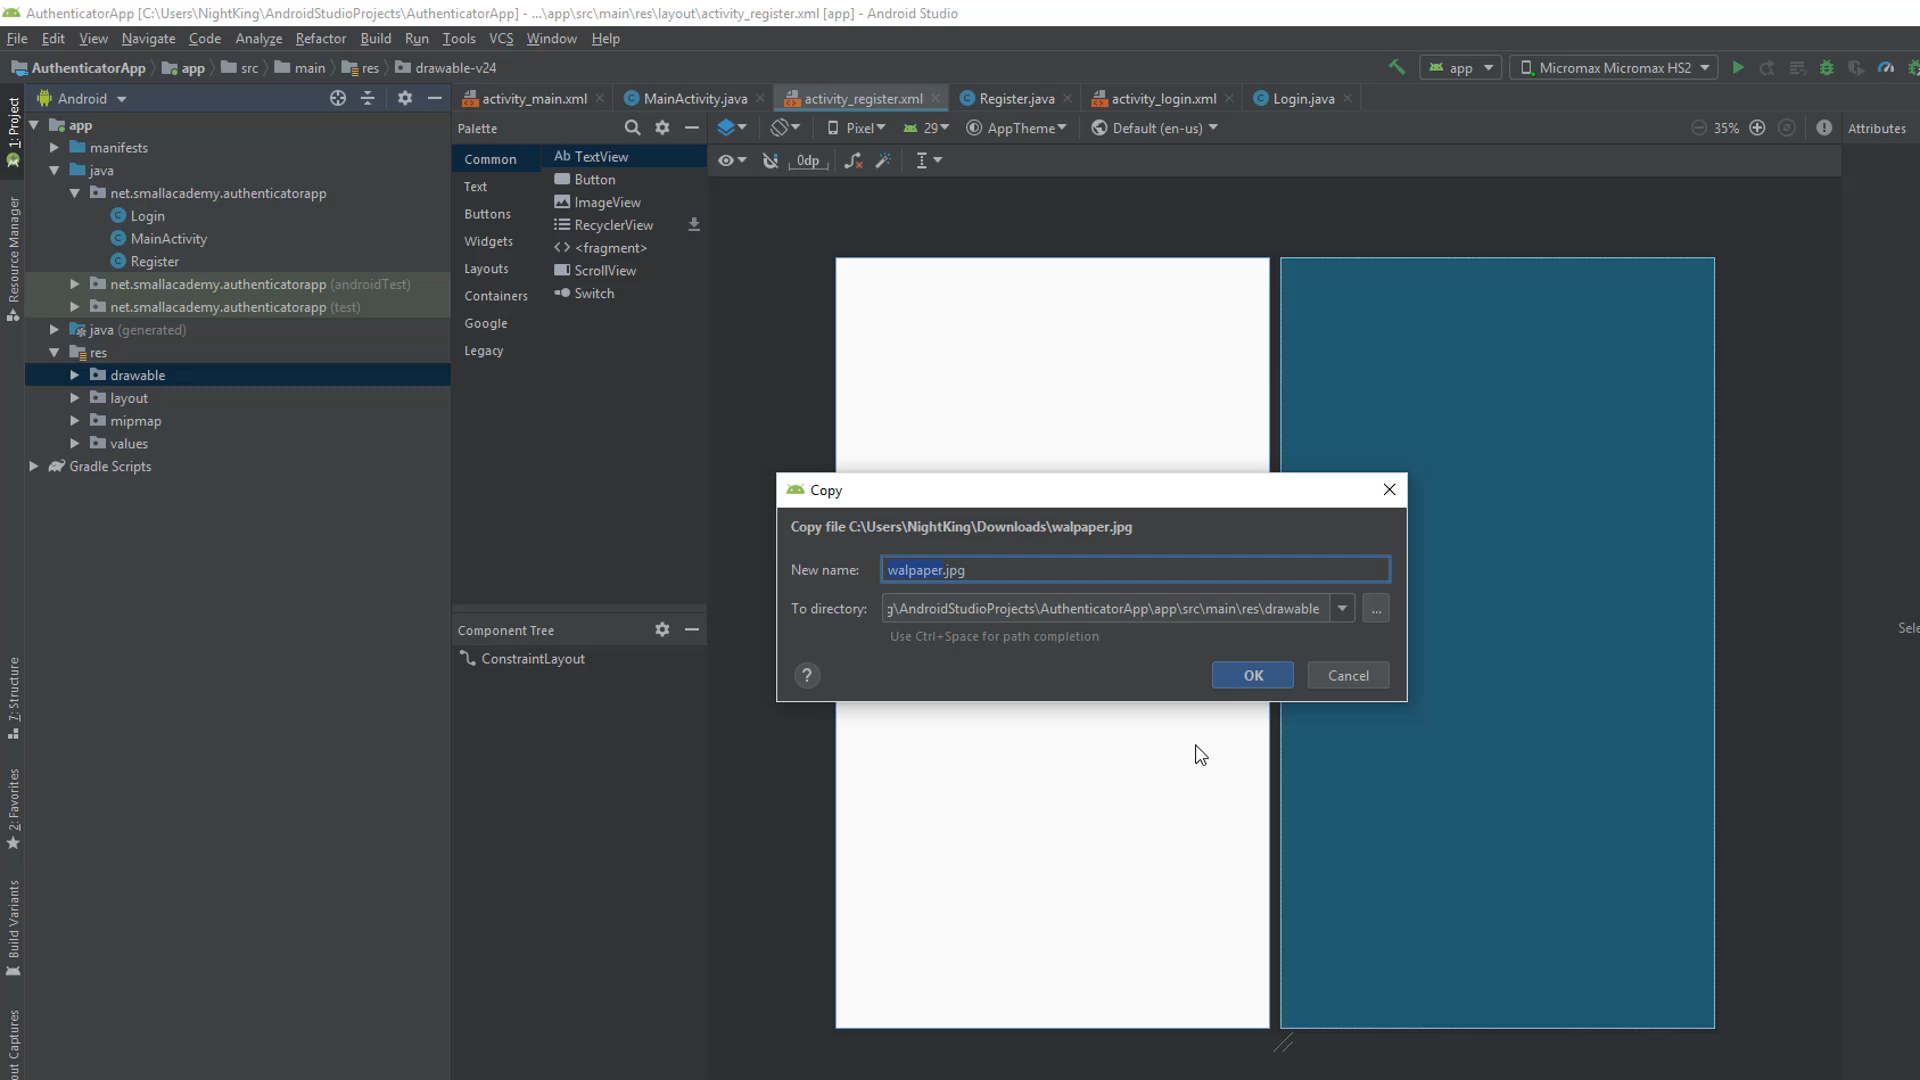 AuthenticatorApp [C:\Users\NightKing\AndroidStudioProjects\AuthenticatorApp] - ...\app\src\main\res\layout\activity_register.xml [app] - Android Studio
File Edit View Navigate Code Analyze Refactor Build Run Tools VCS Window Help
AuthenticatorApp app src main res drawable-v24
app
Micromax Micromax HS2
Android
activity_main.xml
MainActivity.java
activity_register.xml
Register.java
activity_login.xml
Login.java
1: Project
Resource Manager
7: Structure
2: Favorites
Build Variants
out Captures
app
manifests
java
net.smallacademy.authenticatorapp
Login
MainActivity
Register
net.smallacademy.authenticatorapp (androidTest)
net.smallacademy.authenticatorapp (test)
java (generated)
res
drawable
layout
mipmap
values
Gradle Scripts
Palette
Common
Text
Buttons
Widgets
Layouts
Containers
Google
Legacy
Ab TextView
Button
ImageView
RecyclerView
<> <fragment>
ScrollView
Switch
Pixel
29
AppTheme
Default (en-us)
35%
Attributes
0dp
Component Tree
ConstraintLayout
Copy
Copy file C:\Users\NightKing\Downloads\walpaper.jpg
New name:
walpaper.jpg
To directory:
g\AndroidStudioProjects\AuthenticatorApp\app\src\main\res\drawable
...
Use Ctrl+Space for path completion
?
OK
Cancel
Sele